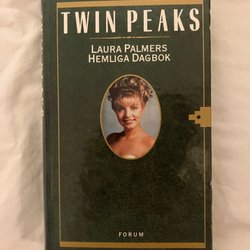 TWIN PEAKS
LAURA PALMERS
HEMLIGA DAGBOK
FORUM